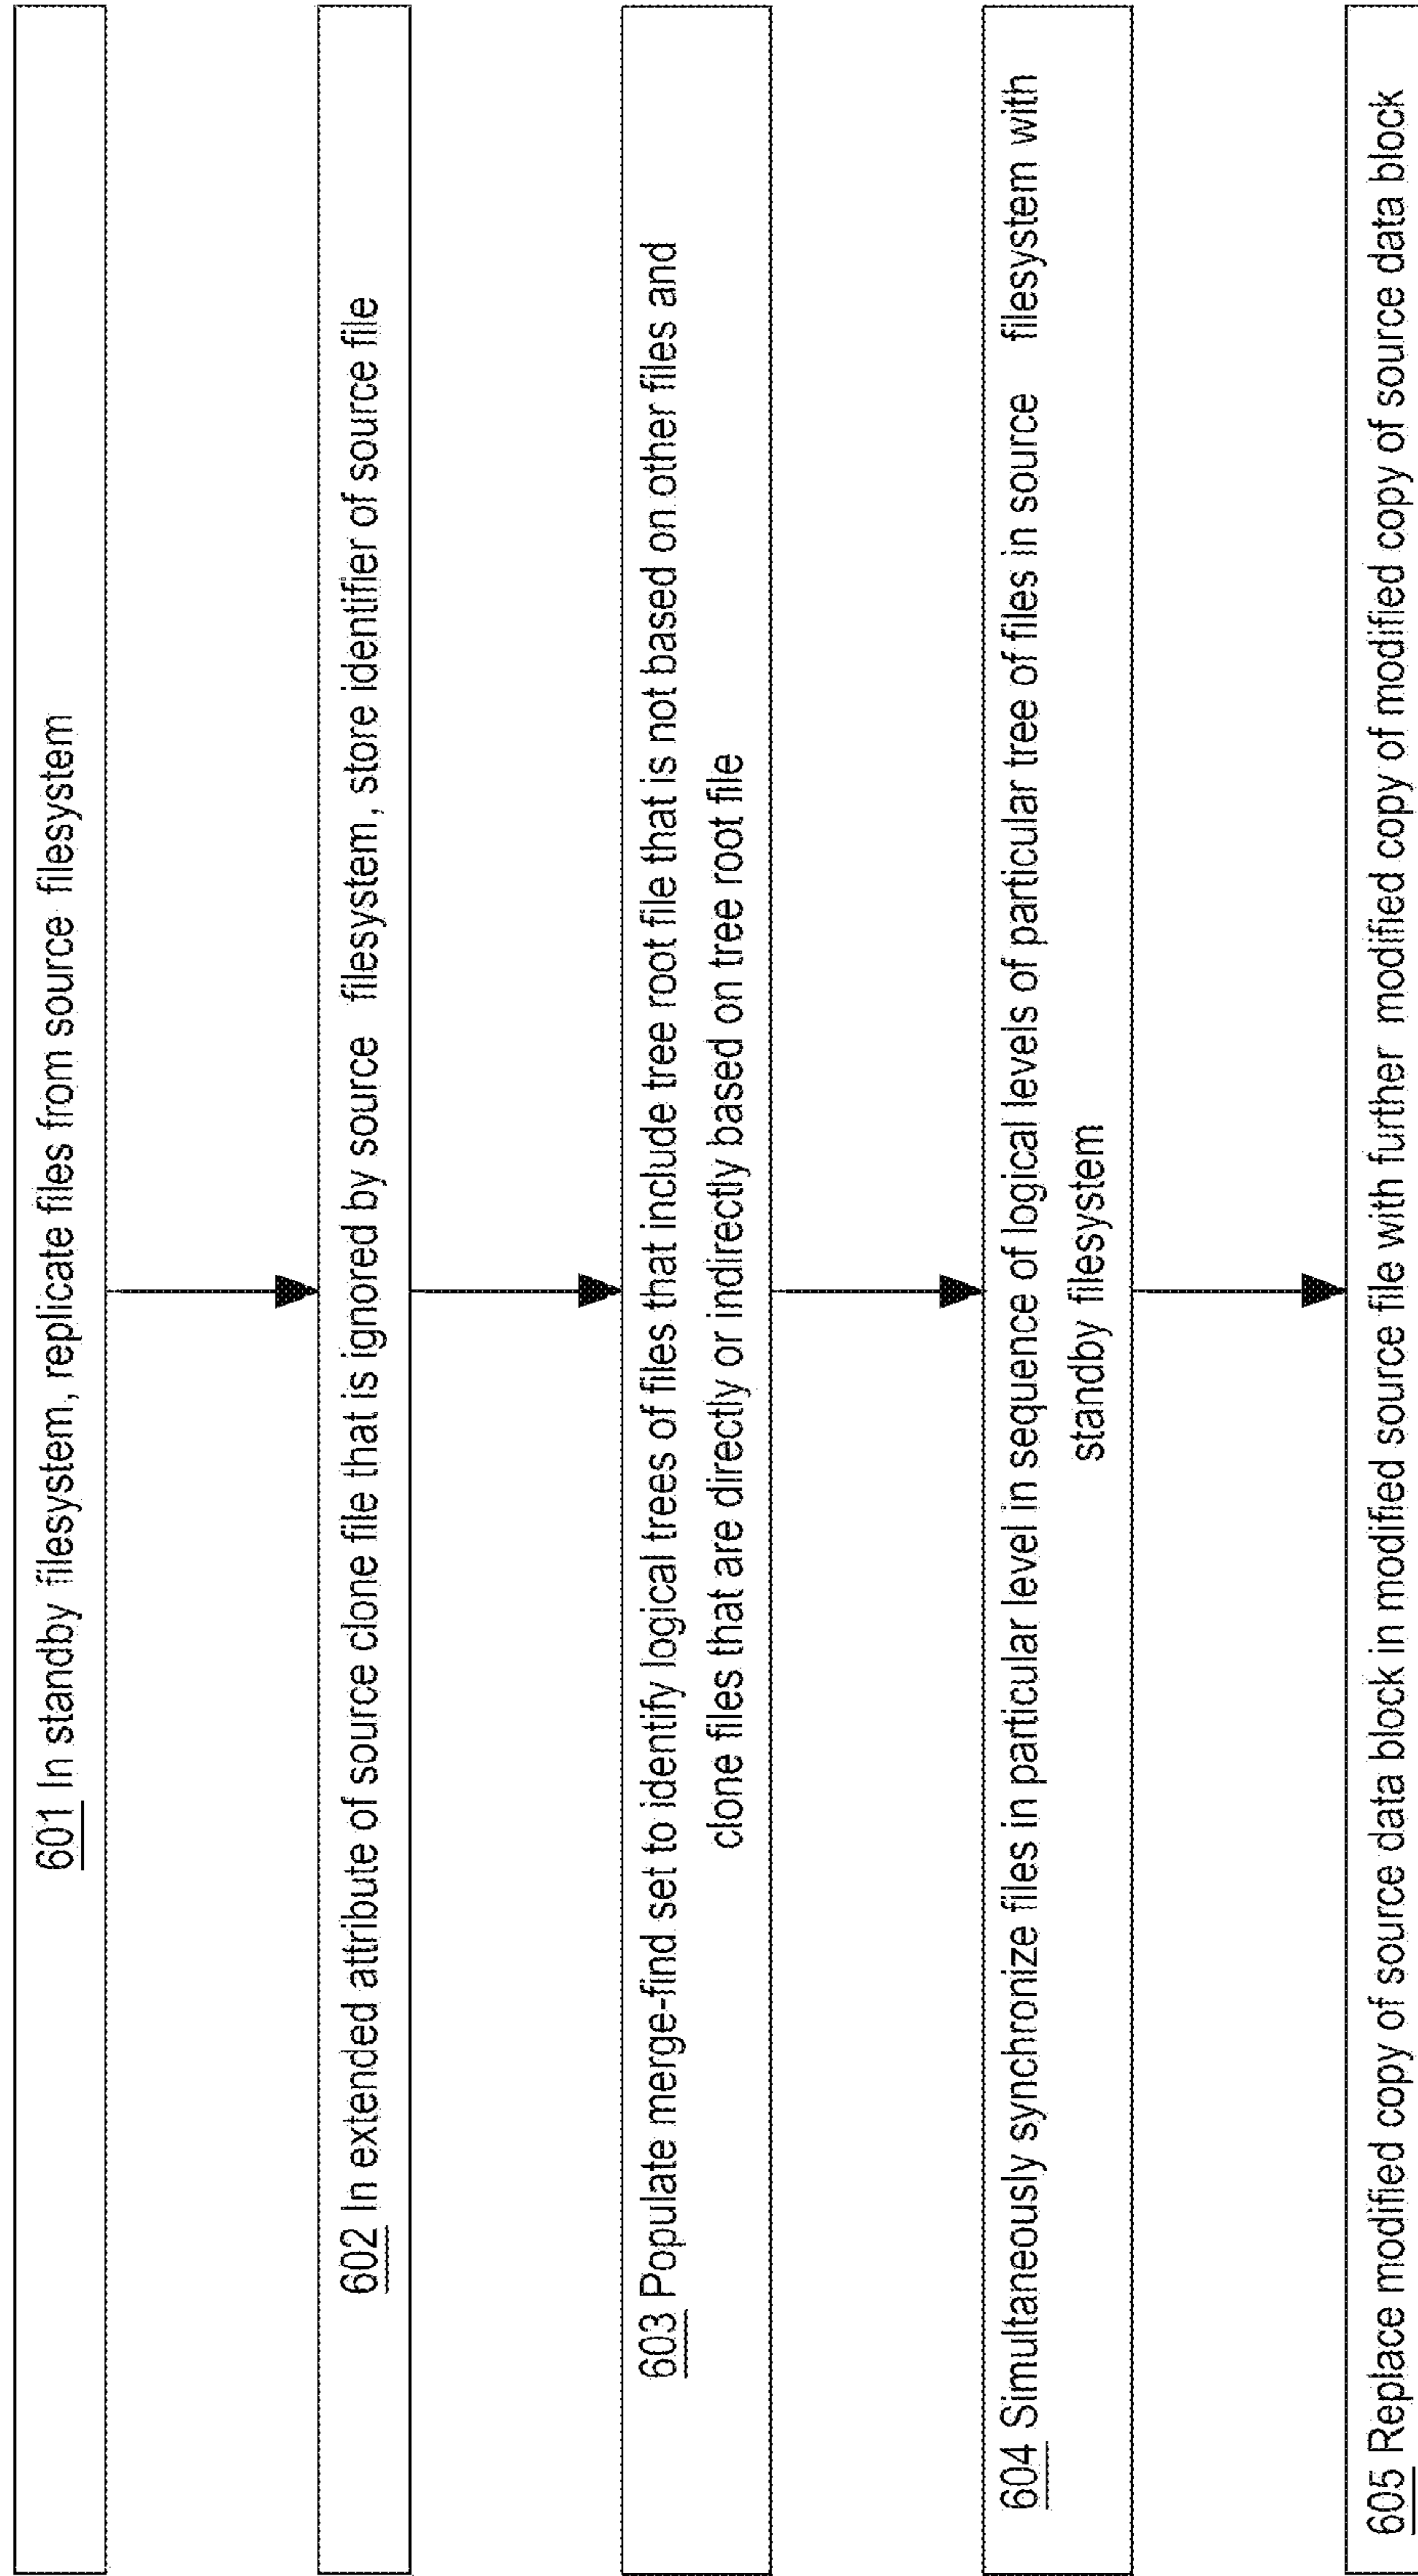 601 In standby filesystem, replicate files from source filesystem
602 In extended attribute of source clone file that is ignored by source filesystem, store identifier of source file
603 Populate merge-find set to identify logical trees of files that include tree root file that is not based on other files and
clone files that are directly or indirectly based on tree root file
604 Simultaneously synchronize files in particular level in sequence of logical levels of particular tree of files in source filesystem with
standby filesystem
605 Replace modified copy of source data block in modified source file with further modified copy of modified copy of source data block